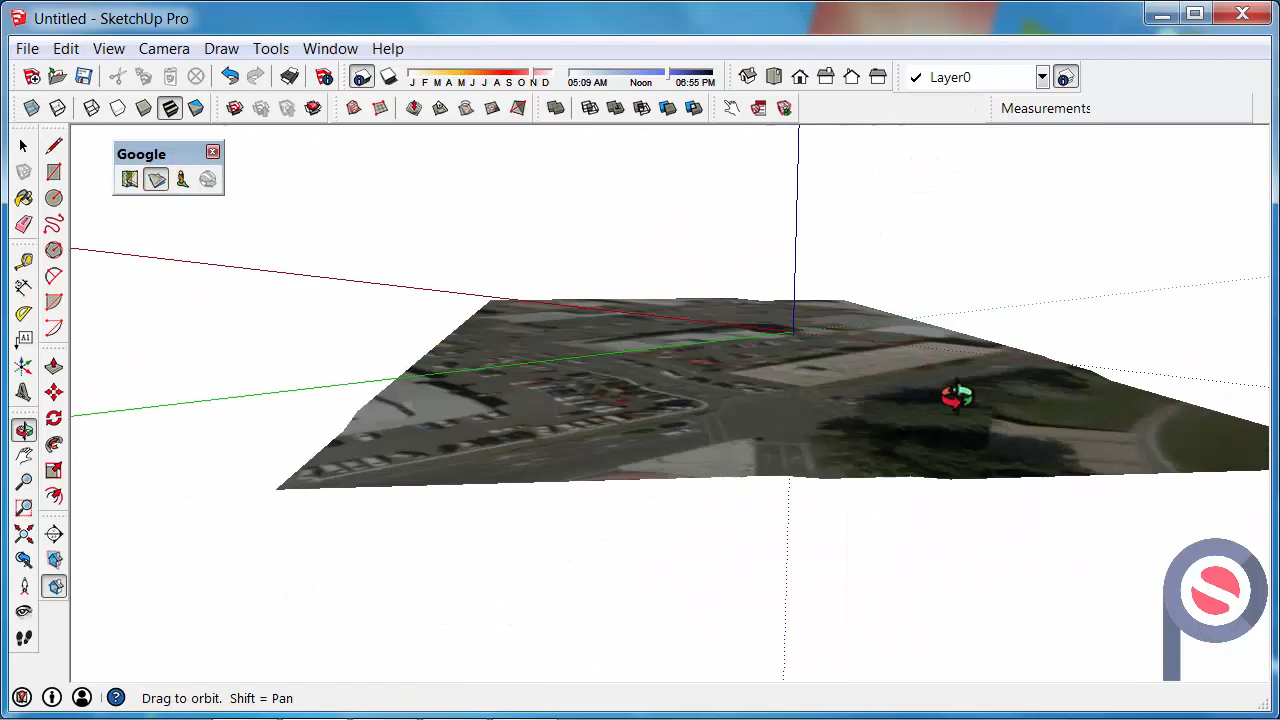 Untitled - SketchUp Pro
File Edit View Camera Draw Tools Window Help
J F M A M J J A S O N D
05:09 AM Noon 06:55 PM
Layer0
Measurements
Google
A1
Drag to orbit. Shift = Pan